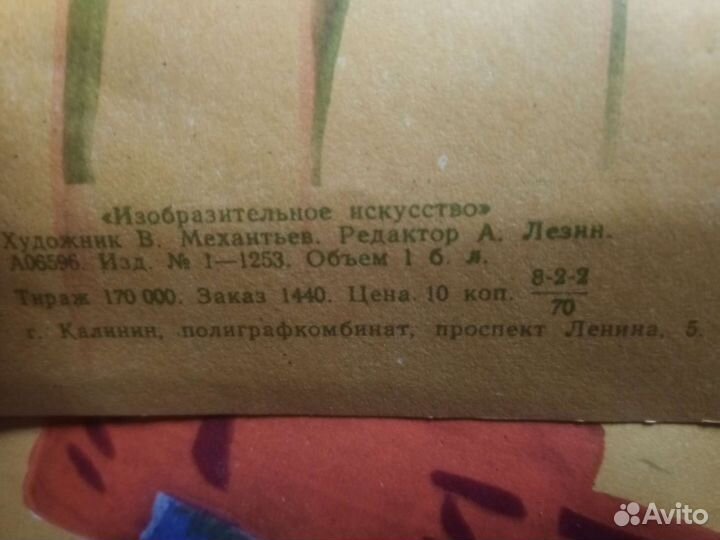 «Изобразительное искусство»
Художник В. Механтьев. Редактор А. Лезин.
А06596. Изд. № 1—1253. Объем 1 б. л.
Тираж 170 000. Заказ 1440. Цена 10 коп. 8-2-2
70
г. Калинин, полиграфкомбинат, проспект Ленина, 5.
Avito